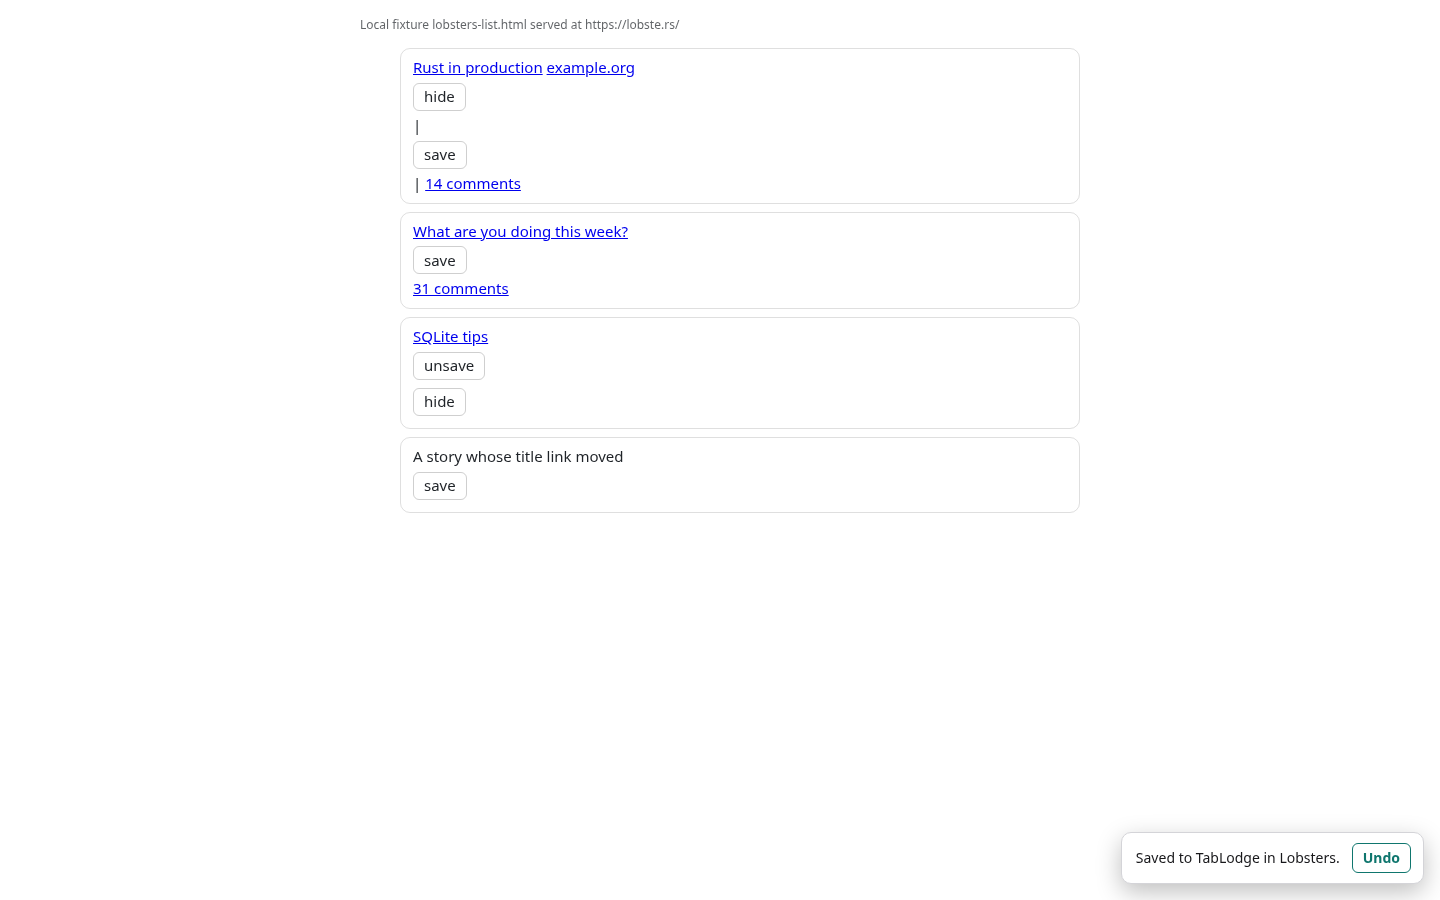 Local fixture lobsters-list.html served at https://lobste.rs/
Rust in production example.org
hide
|
save
| 14 comments
What are you doing this week?
save
31 comments
SQLite tips
unsave
hide
A story whose title link moved
save
Saved to TabLodge in Lobsters. Undo